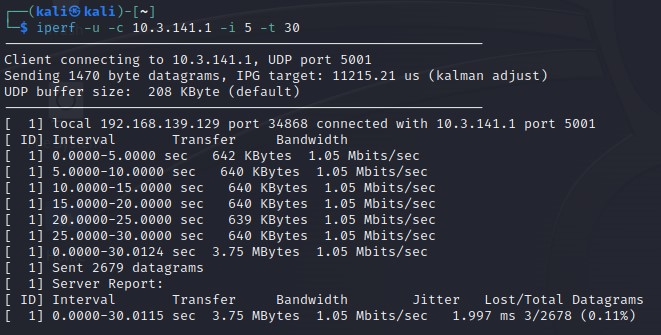 ┌──(kali㉿kali)-[~]
└─$ iperf -u -c 10.3.141.1 -i 5 -t 30
Client connecting to 10.3.141.1, UDP port 5001
Sending 1470 byte datagrams, IPG target: 11215.21 us (kalman adjust)
UDP buffer size:  208 KByte (default)
[  1] local 192.168.139.129 port 34868 connected with 10.3.141.1 port 5001
[ ID] Interval       Transfer     Bandwidth
[  1] 0.0000-5.0000 sec   642 KBytes  1.05 Mbits/sec
[  1] 5.0000-10.0000 sec   640 KBytes  1.05 Mbits/sec
[  1] 10.0000-15.0000 sec   640 KBytes  1.05 Mbits/sec
[  1] 15.0000-20.0000 sec   640 KBytes  1.05 Mbits/sec
[  1] 20.0000-25.0000 sec   639 KBytes  1.05 Mbits/sec
[  1] 25.0000-30.0000 sec   640 KBytes  1.05 Mbits/sec
[  1] 0.0000-30.0124 sec  3.75 MBytes  1.05 Mbits/sec
[  1] Sent 2679 datagrams
[  1] Server Report:
[ ID] Interval       Transfer     Bandwidth        Jitter   Lost/Total Datagrams
[  1] 0.0000-30.0115 sec  3.75 MBytes  1.05 Mbits/sec   1.997 ms 3/2678 (0.11%)